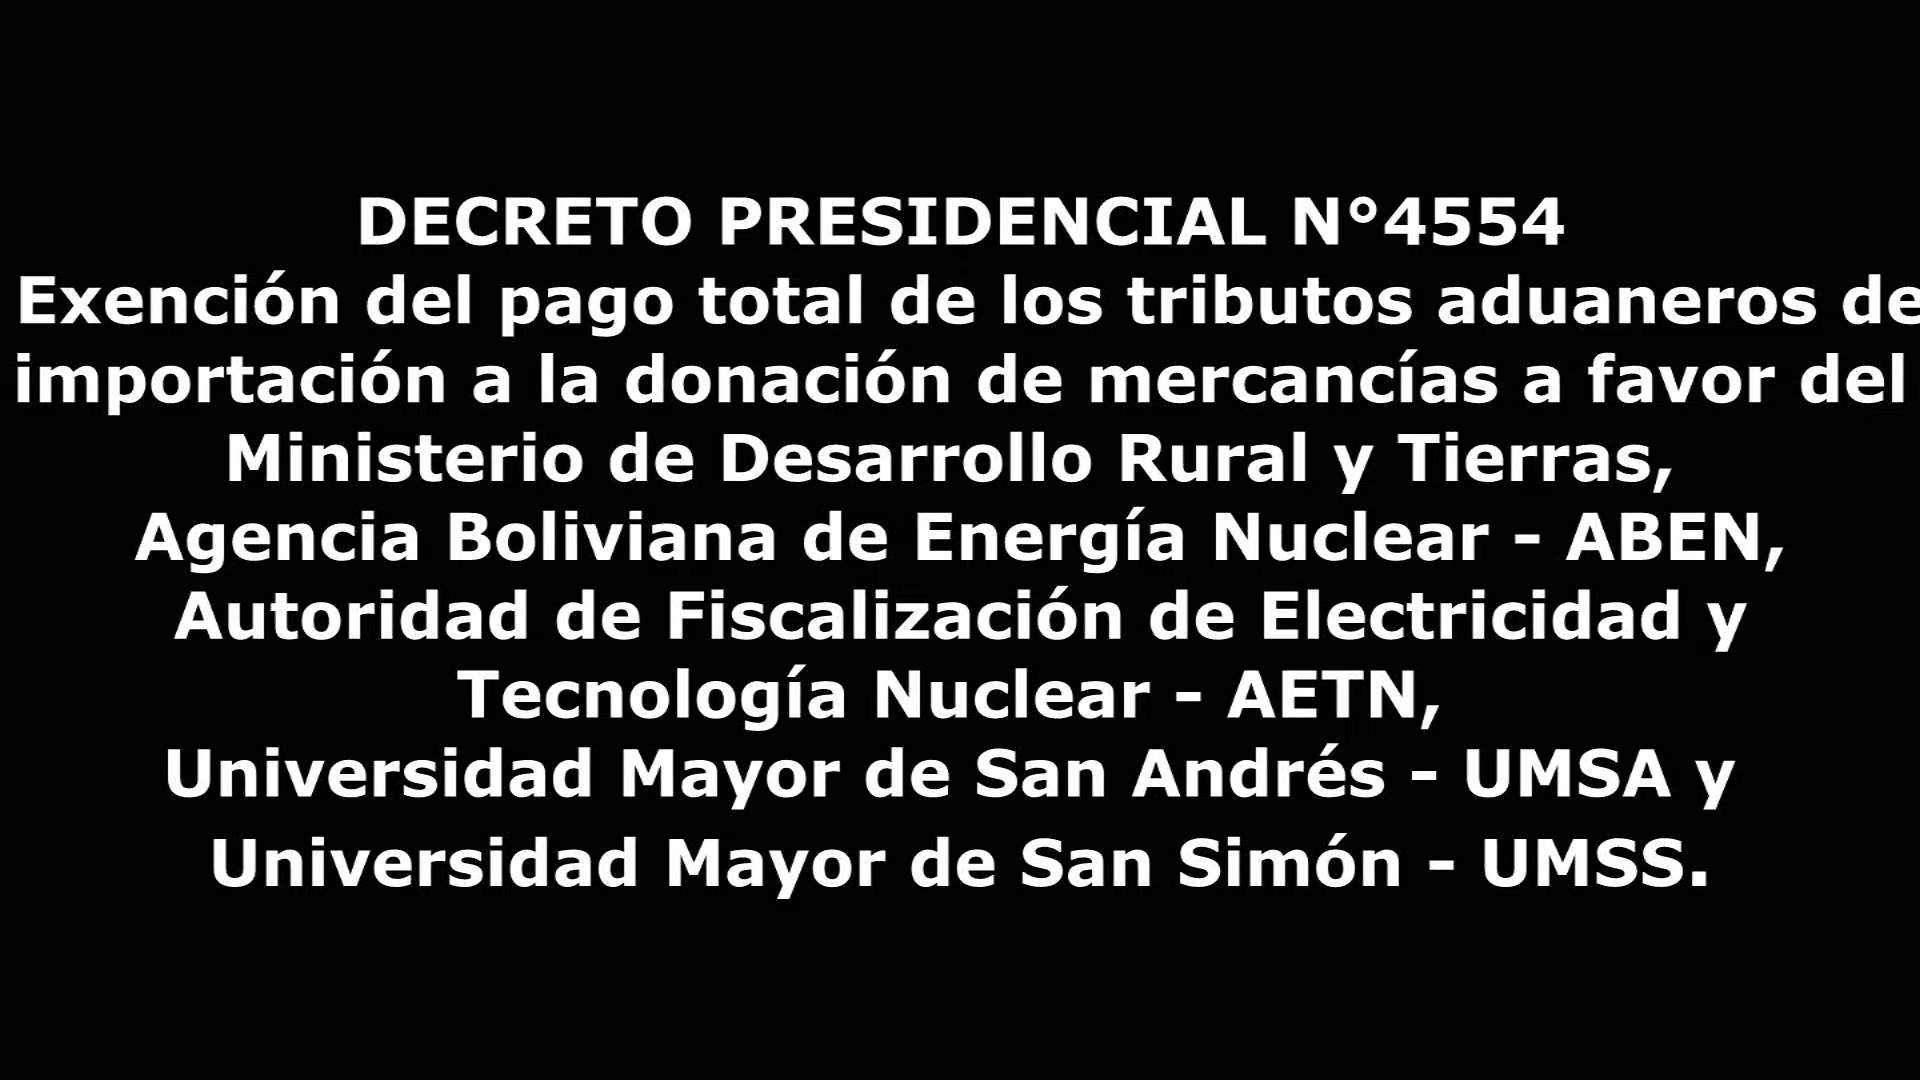 DECRETO PRESIDENCIAL N°4554
Exención del pago total de los tributos aduaneros de
importación a la donación de mercancías a favor del
Ministerio de Desarrollo Rural y Tierras,
Agencia Boliviana de Energía Nuclear - ABEN,
Autoridad de Fiscalización de Electricidad y
Tecnología Nuclear - AETN,
Universidad Mayor de San Andrés - UMSA y
Universidad Mayor de San Simón - UMSS.